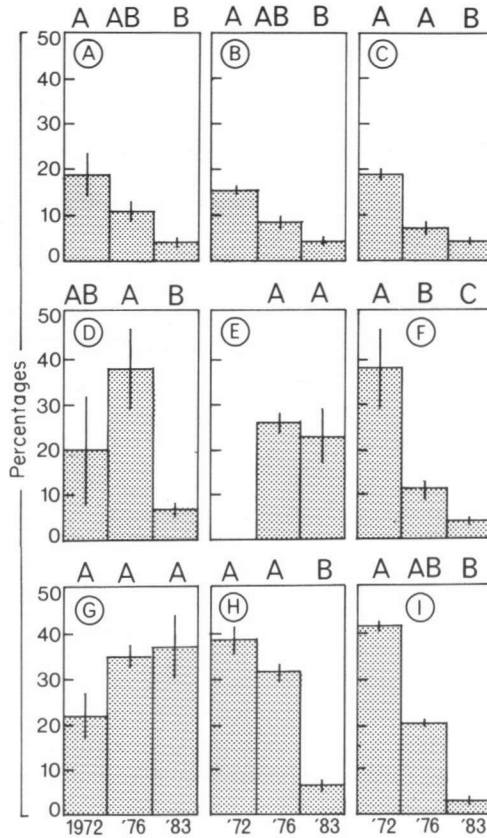 A AB B A AB B A A B
50 A B C
40
30
20
10
0
AB A B A A A B C
50 D E F
40
30
20
10
0
Percentages
A A A A A B A AB B
50 G H I
40
30
20
10
0
1972 '76 '83 '72 '76 '83 '72 '76 '83